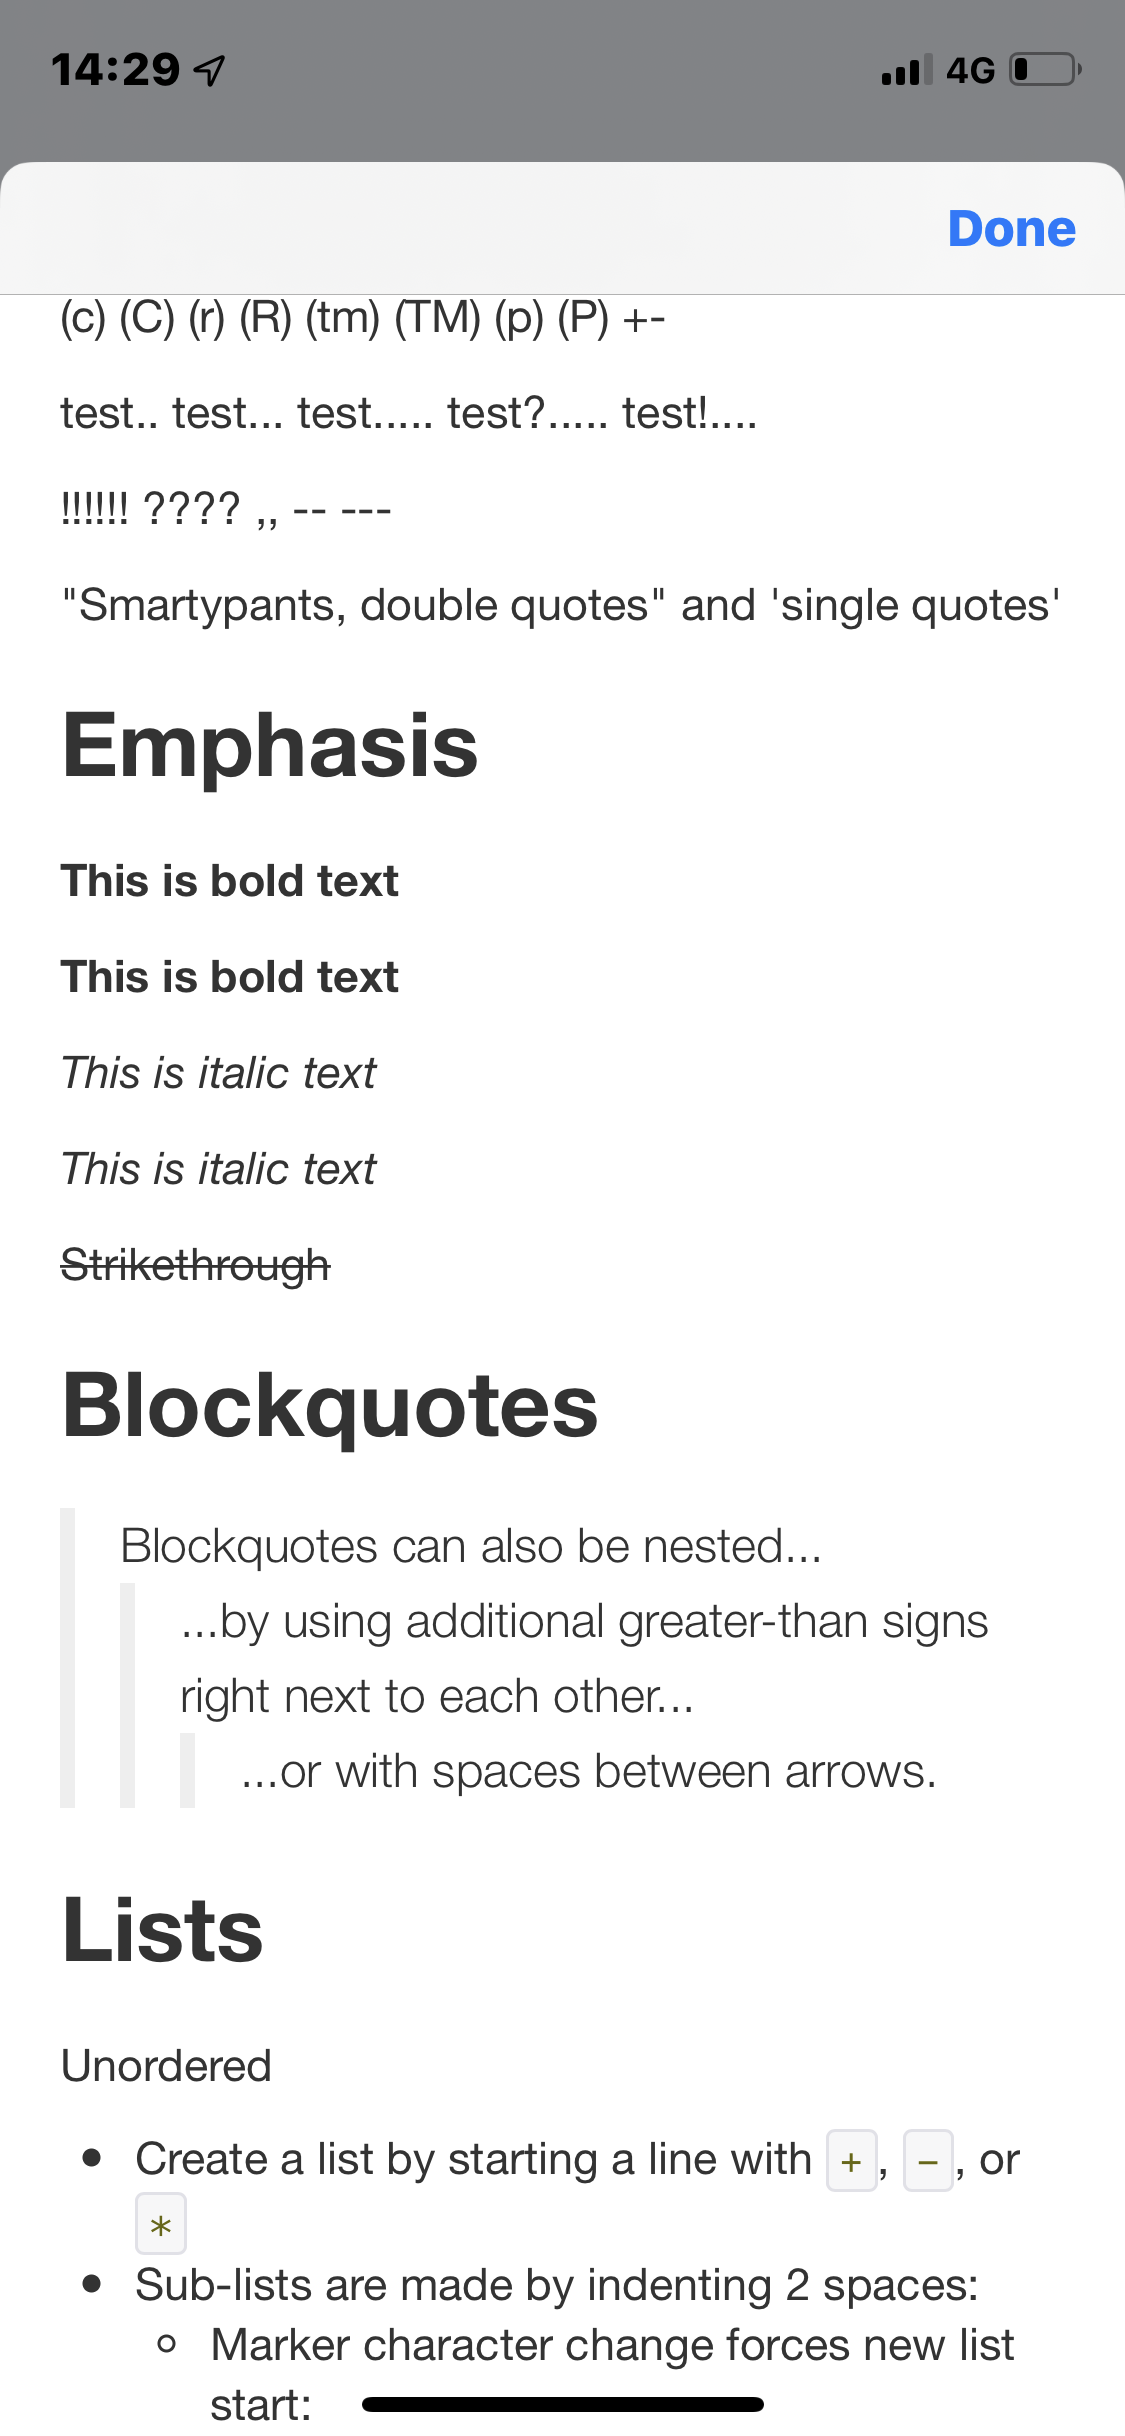 14:29
4G
Done
(c) (C) (r) (R) (tm) (TM) (p) (P) +-
test.. test... test..... test?..... test!....
!!!!!! ???? ,, -- ---
"Smartypants, double quotes" and 'single quotes'
Emphasis
This is bold text
This is bold text
This is italic text
This is italic text
Strikethrough
Blockquotes
Blockquotes can also be nested...
...by using additional greater-than signs
right next to each other...
...or with spaces between arrows.
Lists
Unordered
● Create a list by starting a line with + , - , or
*
● Sub-lists are made by indenting 2 spaces:
○ Marker character change forces new list
start: